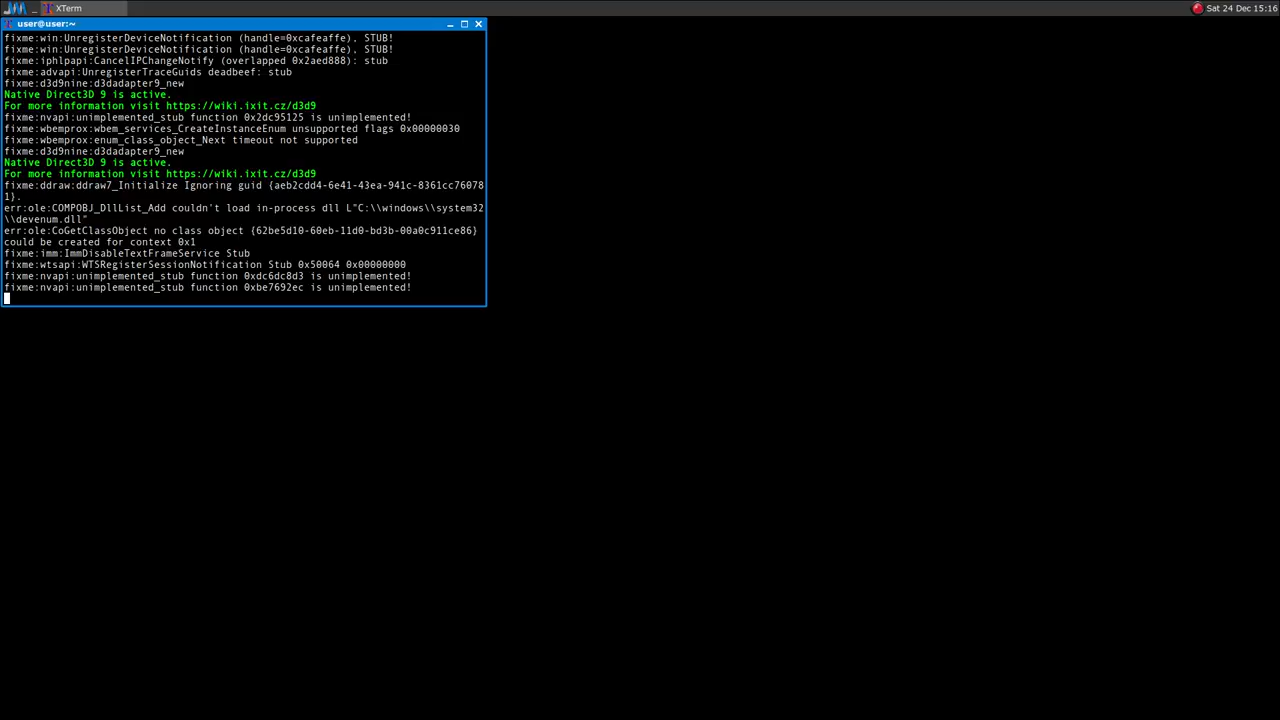 _ XTerm
Sat 24 Dec 15:16
user@user:~
fixme:win:UnregisterDeviceNotification (handle=0xcafeaffe), STUB!
fixme:win:UnregisterDeviceNotification (handle=0xcafeaffe), STUB!
fixme:iphlpapi:CancelIPChangeNotify (overlapped 0x2aed888): stub
fixme:advapi:UnregisterTraceGuids deadbeef: stub
fixme:d3d9nine:d3dadapter9_new
Native Direct3D 9 is active.
For more information visit https://wiki.ixit.cz/d3d9
fixme:nvapi:unimplemented_stub function 0x2dc95125 is unimplemented!
fixme:wbemprox:wbem_services_CreateInstanceEnum unsupported flags 0x00000030
fixme:wbemprox:enum_class_object_Next timeout not supported
fixme:d3d9nine:d3dadapter9_new
Native Direct3D 9 is active.
For more information visit https://wiki.ixit.cz/d3d9
fixme:ddraw:ddraw7_Initialize Ignoring guid {aeb2cdd4-6e41-43ea-941c-8361cc76078
1}.
err:ole:COMPOBJ_DllList_Add couldn't load in-process dll L"C:\\windows\\system32
\\devenum.dll"
err:ole:CoGetClassObject no class object {62be5d10-60eb-11d0-bd3b-00a0c911ce86}
could be created for context 0x1
fixme:imm:ImmDisableTextFrameService Stub
fixme:wtsapi:WTSRegisterSessionNotification Stub 0x50064 0x00000000
fixme:nvapi:unimplemented_stub function 0xdc6dc8d3 is unimplemented!
fixme:nvapi:unimplemented_stub function 0xbe7692ec is unimplemented!